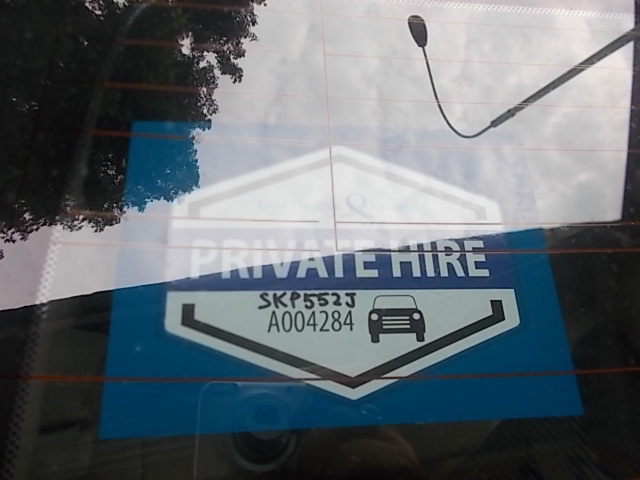 PRIVATE HIRE
SKP552J
A004284